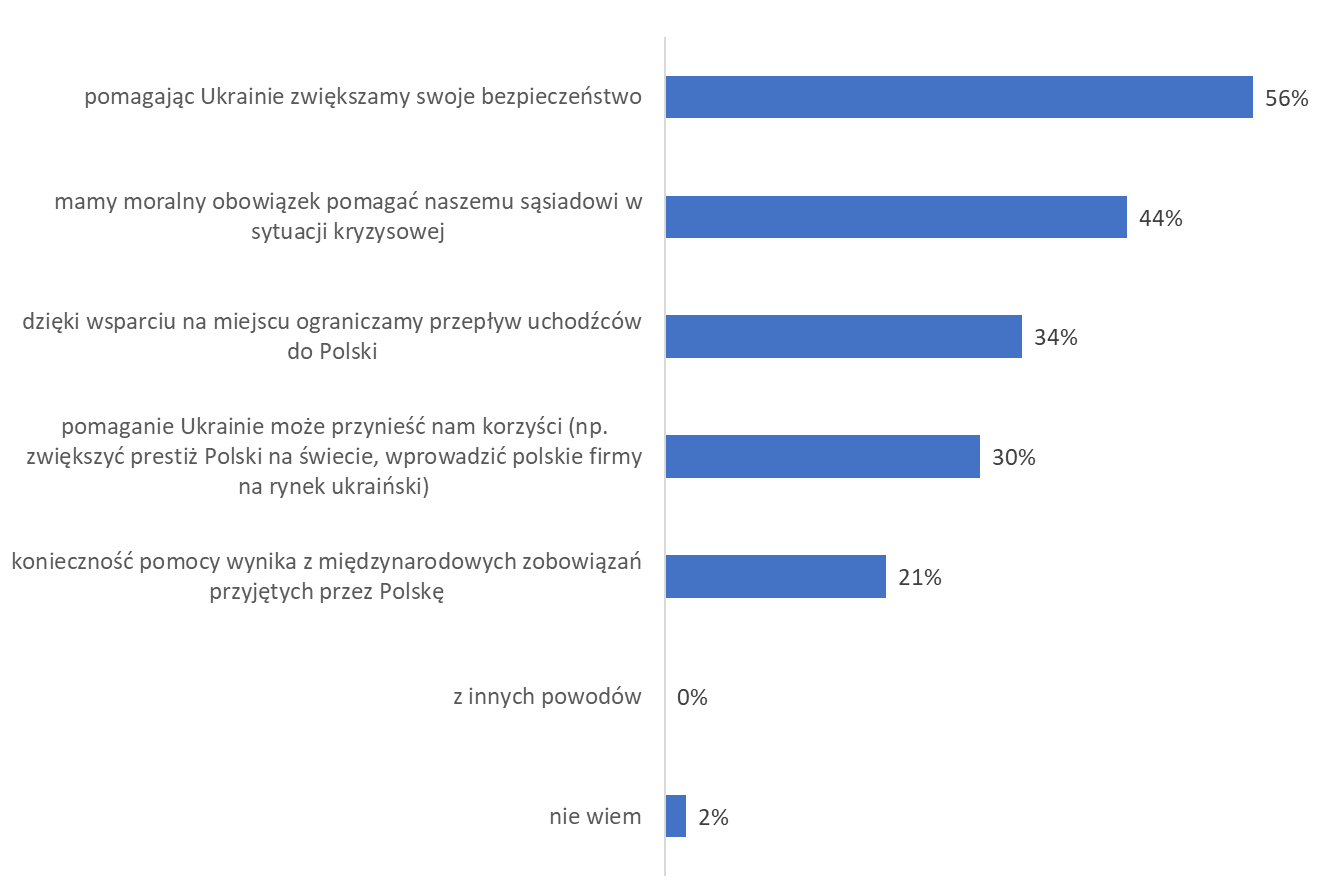 pomagając Ukrainie zwiększamy swoje bezpieczeństwo
56%
mamy moralny obowiązek pomagać naszemu sąsiadowi w
sytuacji kryzysowej
44%
dzięki wsparciu na miejscu ograniczamy przepływ uchodźców
do Polski
34%
pomaganie Ukrainie może przynieść nam korzyści (np.
zwiększyć prestiż Polski na świecie, wprowadzić polskie firmy
na rynek ukraiński)
30%
konieczność pomocy wynika z międzynarodowych zobowiązań
przyjętych przez Polskę
21%
z innych powodów
0%
nie wiem
2%